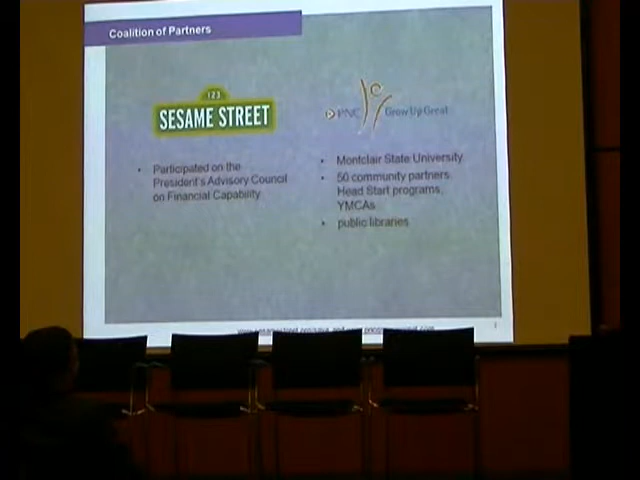 Coalition of Partners
123
SESAME STREET
PNC Grow Up Great
• Participated on the
President's Advisory Council
on Financial Capability
• Montclair State University
• 50 community partners,
Head Start programs,
YMCAs
• public libraries